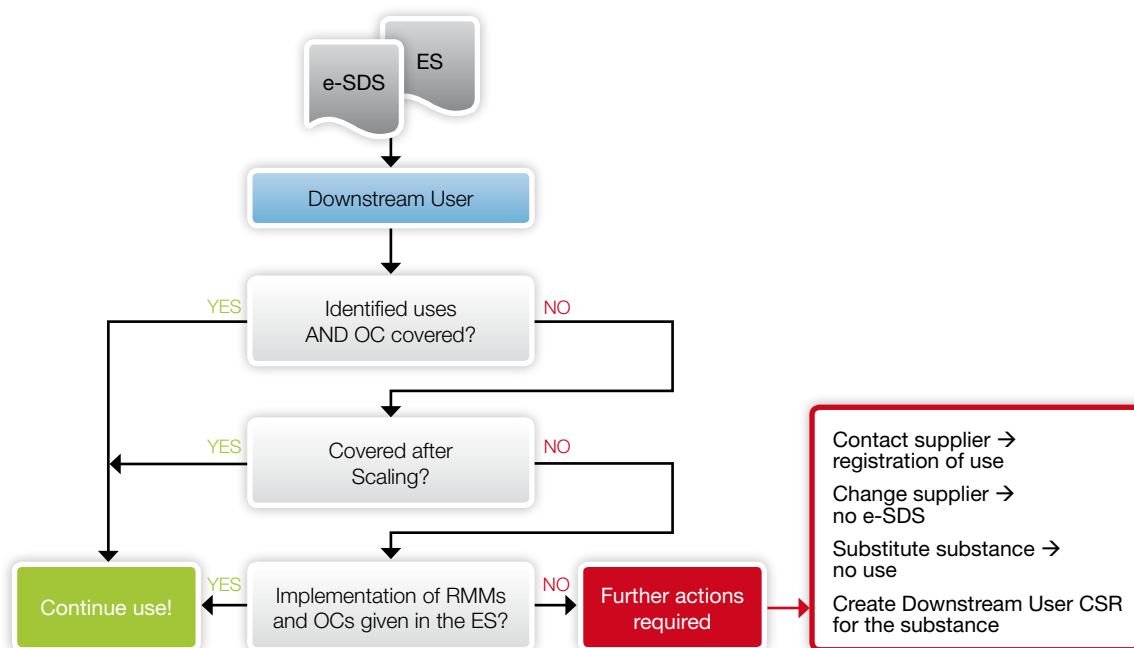 ES
e-SDS
Downstream User
YES
Identified uses
AND OC covered?
NO
YES
Covered after
Scaling?
NO
Continue use!
YES
Implementation of RMMs
and OCs given in the ES?
NO
Further actions
required
Contact supplier →
registration of use
Change supplier →
no e-SDS
Substitute substance →
no use
Create Downstream User CSR
for the substance